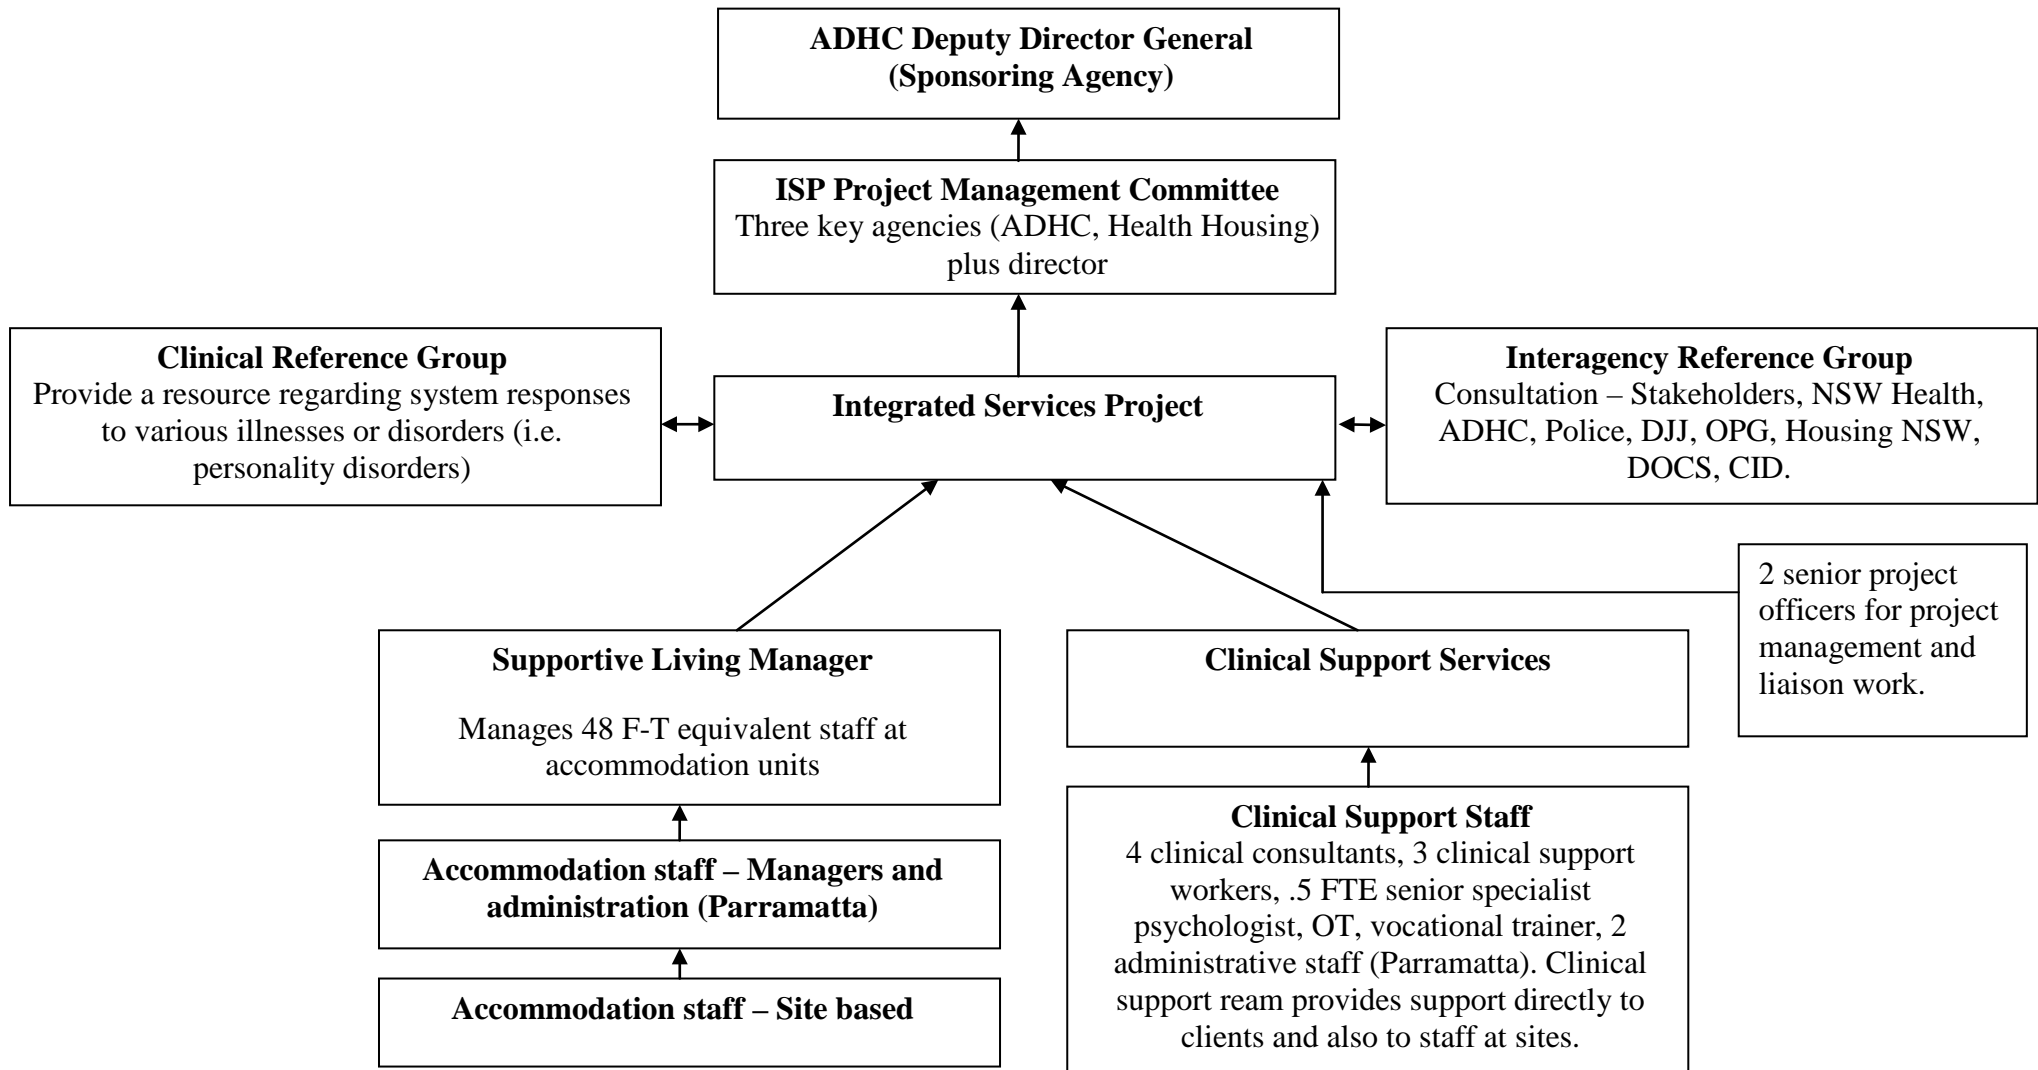 ADHC Deputy Director General
(Sponsoring Agency)
ISP Project Management Committee
Three key agencies (ADHC, Health Housing)
plus director
Clinical Reference Group
Provide a resource regarding system responses
to various illnesses or disorders (i.e.
personality disorders)
Integrated Services Project
Interagency Reference Group
Consultation – Stakeholders, NSW Health,
ADHC, Police, DJJ, OPG, Housing NSW,
DOCS, CID.
2 senior project
officers for project
management and
liaison work.
Supportive Living Manager
Manages 48 F-T equivalent staff at
accommodation units
Clinical Support Services
Accommodation staff – Managers and
administration (Parramatta)
Accommodation staff – Site based
Clinical Support Staff
4 clinical consultants, 3 clinical support
workers, .5 FTE senior specialist
psychologist, OT, vocational trainer, 2
administrative staff (Parramatta). Clinical
support ream provides support directly to
clients and also to staff at sites.